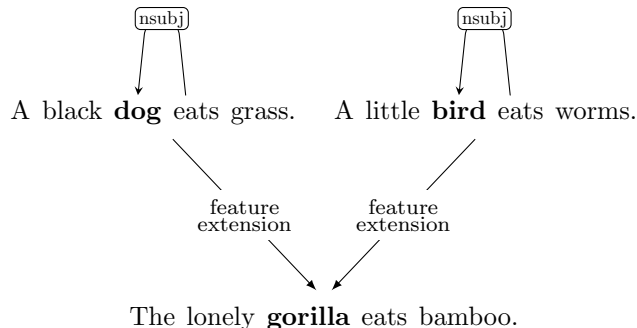 nsubj nsubj
A black dog eats grass. A little bird eats worms.
feature feature
extension extension
The lonely gorilla eats bamboo.